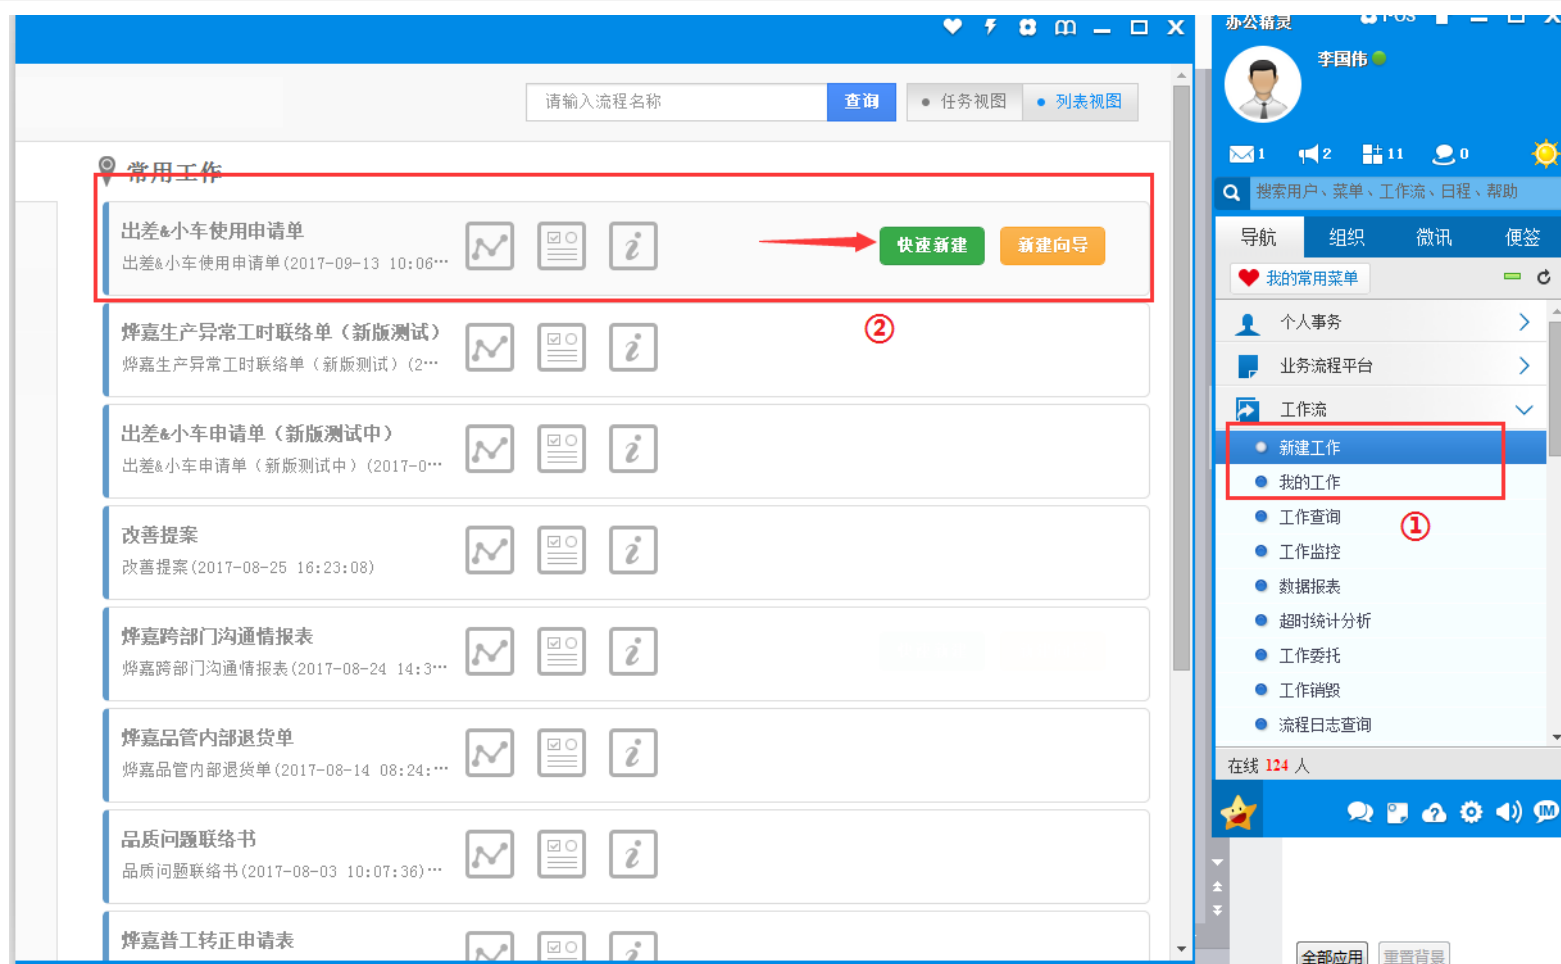 请输入流程名称
查询
任务视图
列表视图
常用工作
出差&小车使用申请单
出差&小车使用申请单(2017-09-13 10:06…
快速新建
新建向导
②
烨嘉生产异常工时联络单（新版测试）
烨嘉生产异常工时联络单（新版测试）(2…
出差&小车申请单（新版测试中）
出差&小车申请单（新版测试中）(2017-0…
改善提案
改善提案(2017-08-25 16:23:08)
烨嘉跨部门沟通情报表
烨嘉跨部门沟通情报表(2017-08-24 14:3…
烨嘉品管内部退货单
烨嘉品管内部退货单(2017-08-14 08:24:…
品质问题联络书
品质问题联络书(2017-08-03 10:07:36)…
烨嘉普工转正申请表
办公精灵
李国伟
1
2
11
0
搜索用户、菜单、工作流、日程、帮助
导航
组织
微讯
便签
我的常用菜单
个人事务
业务流程平台
工作流
新建工作
我的工作
工作查询
①
工作监控
数据报表
超时统计分析
工作委托
工作销毁
流程日志查询
在线 124 人
IM
全部应用
重置背景